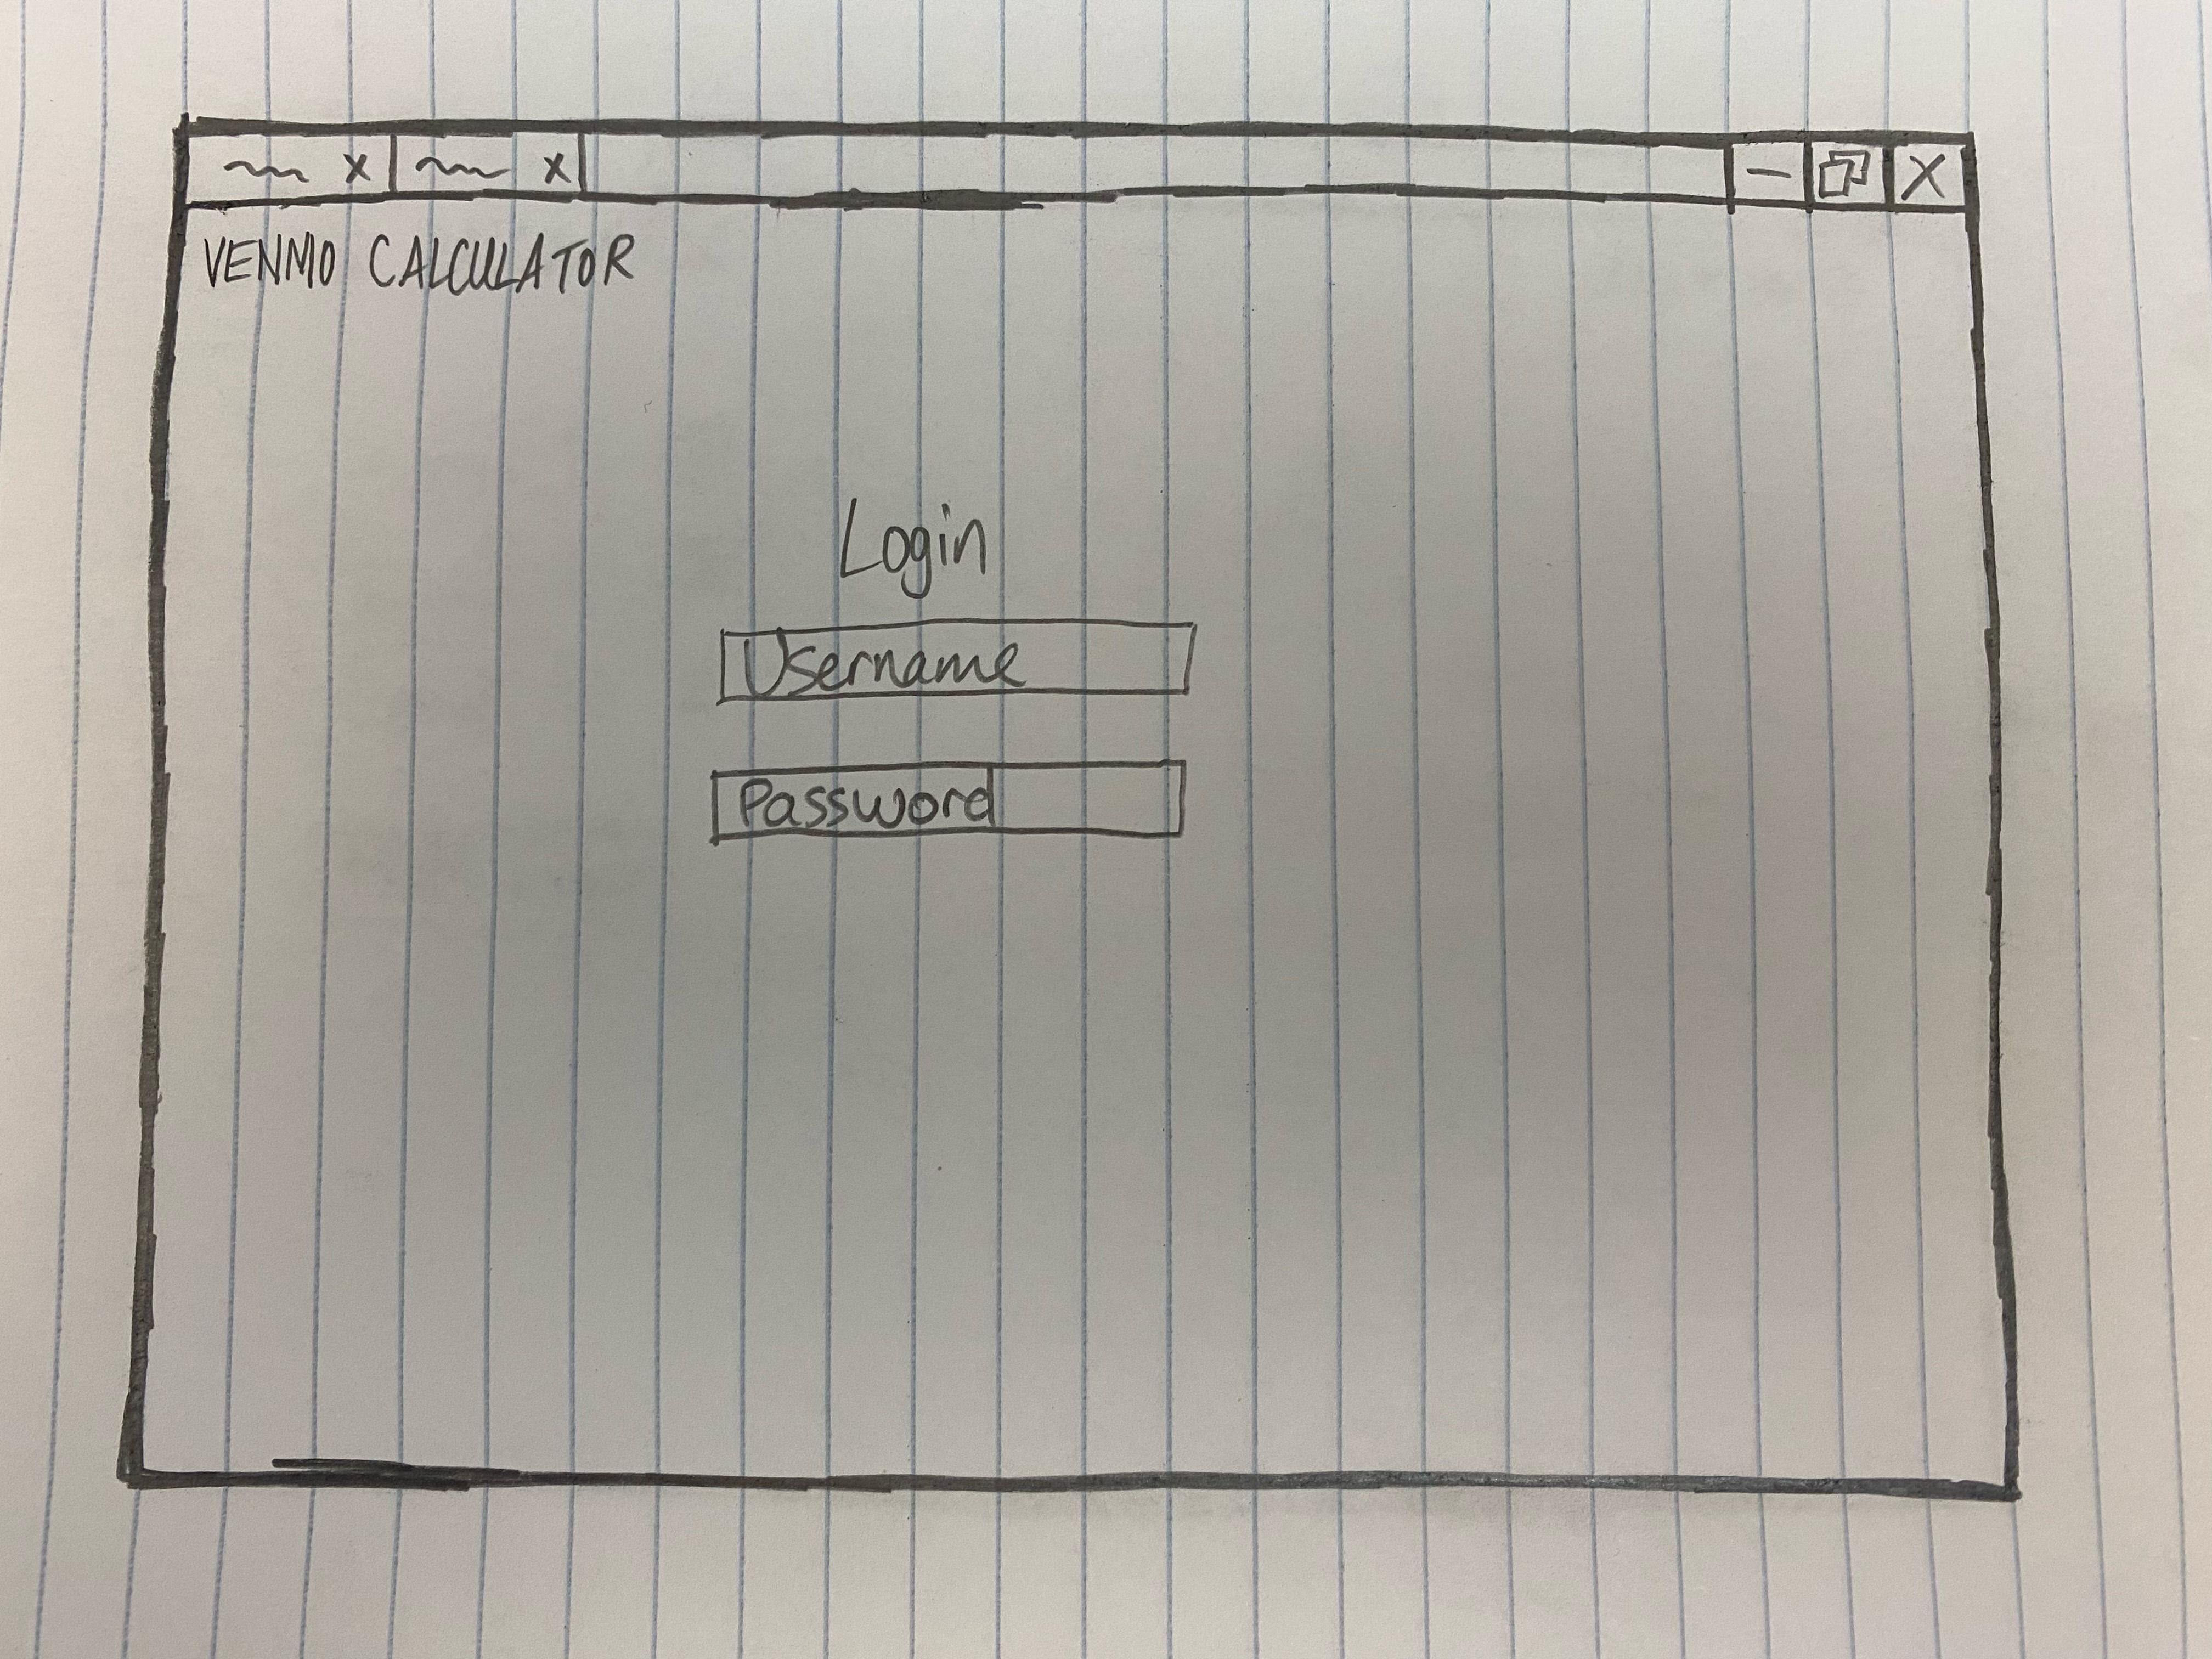 x x
VENMO CALCULATOR
Login
Username
Password